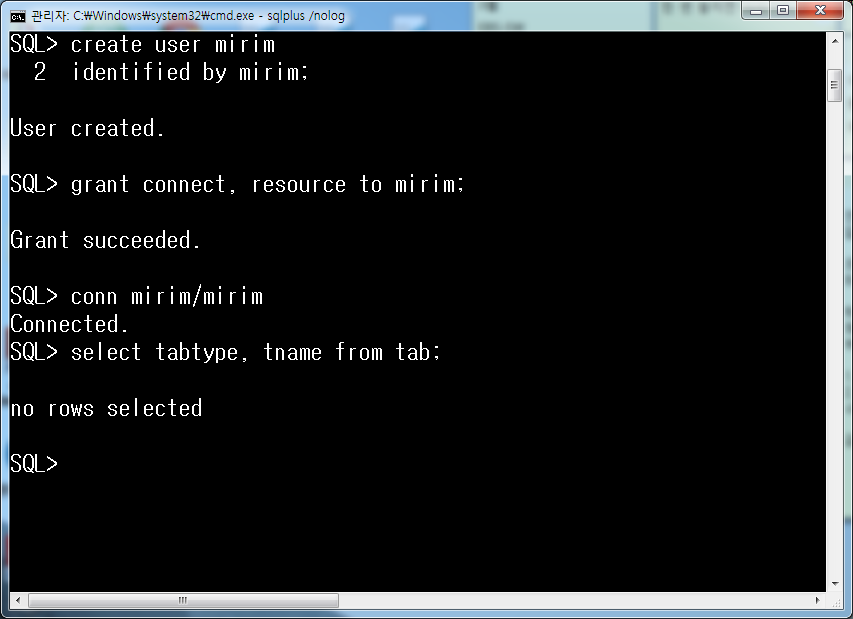 관리자: C:₩Windows₩system32₩cmd.exe - sqlplus /nolog
SQL> create user mirim
2 identified by mirim;
User created.
SQL> grant connect, resource to mirim;
Grant succeeded.
SQL> conn mirim/mirim
Connected.
SQL> select tabtype, tname from tab;
no rows selected
SQL>